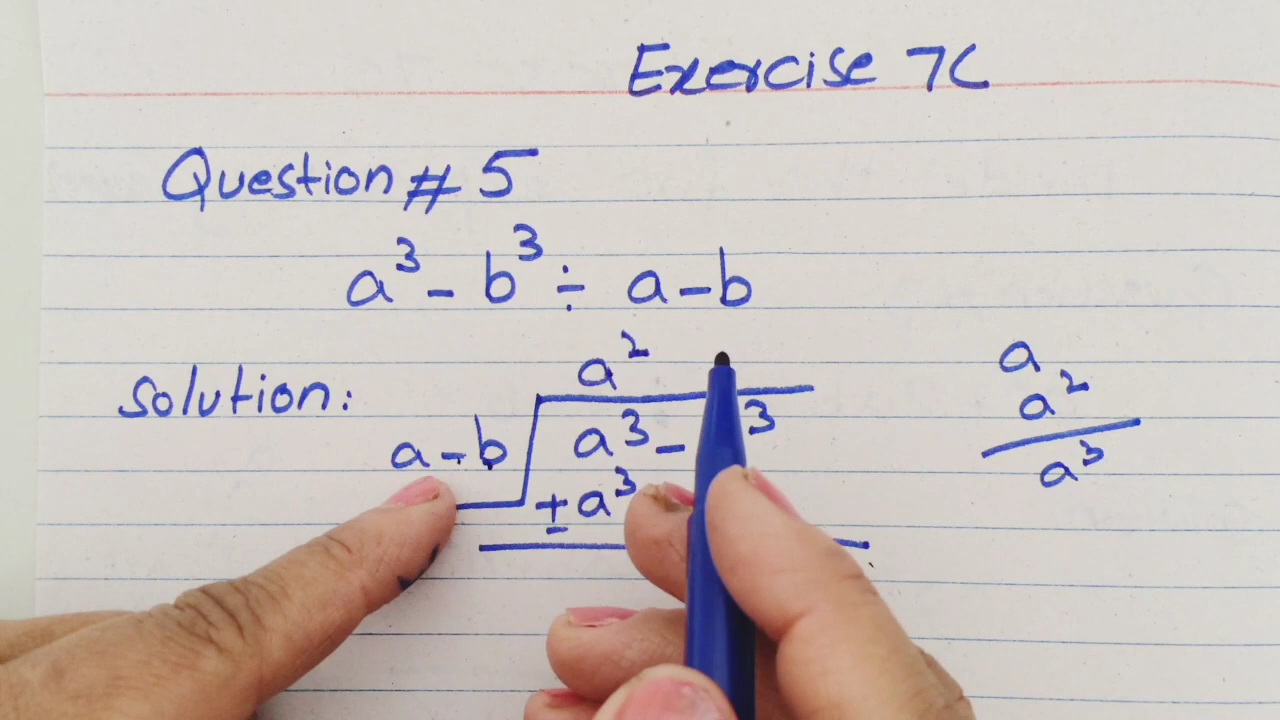 Exercise 7C
Question # 5
a³ - b³ ÷ a - b
Solution:
a²
a - b a³ - ³
± a³
a
a²
a³